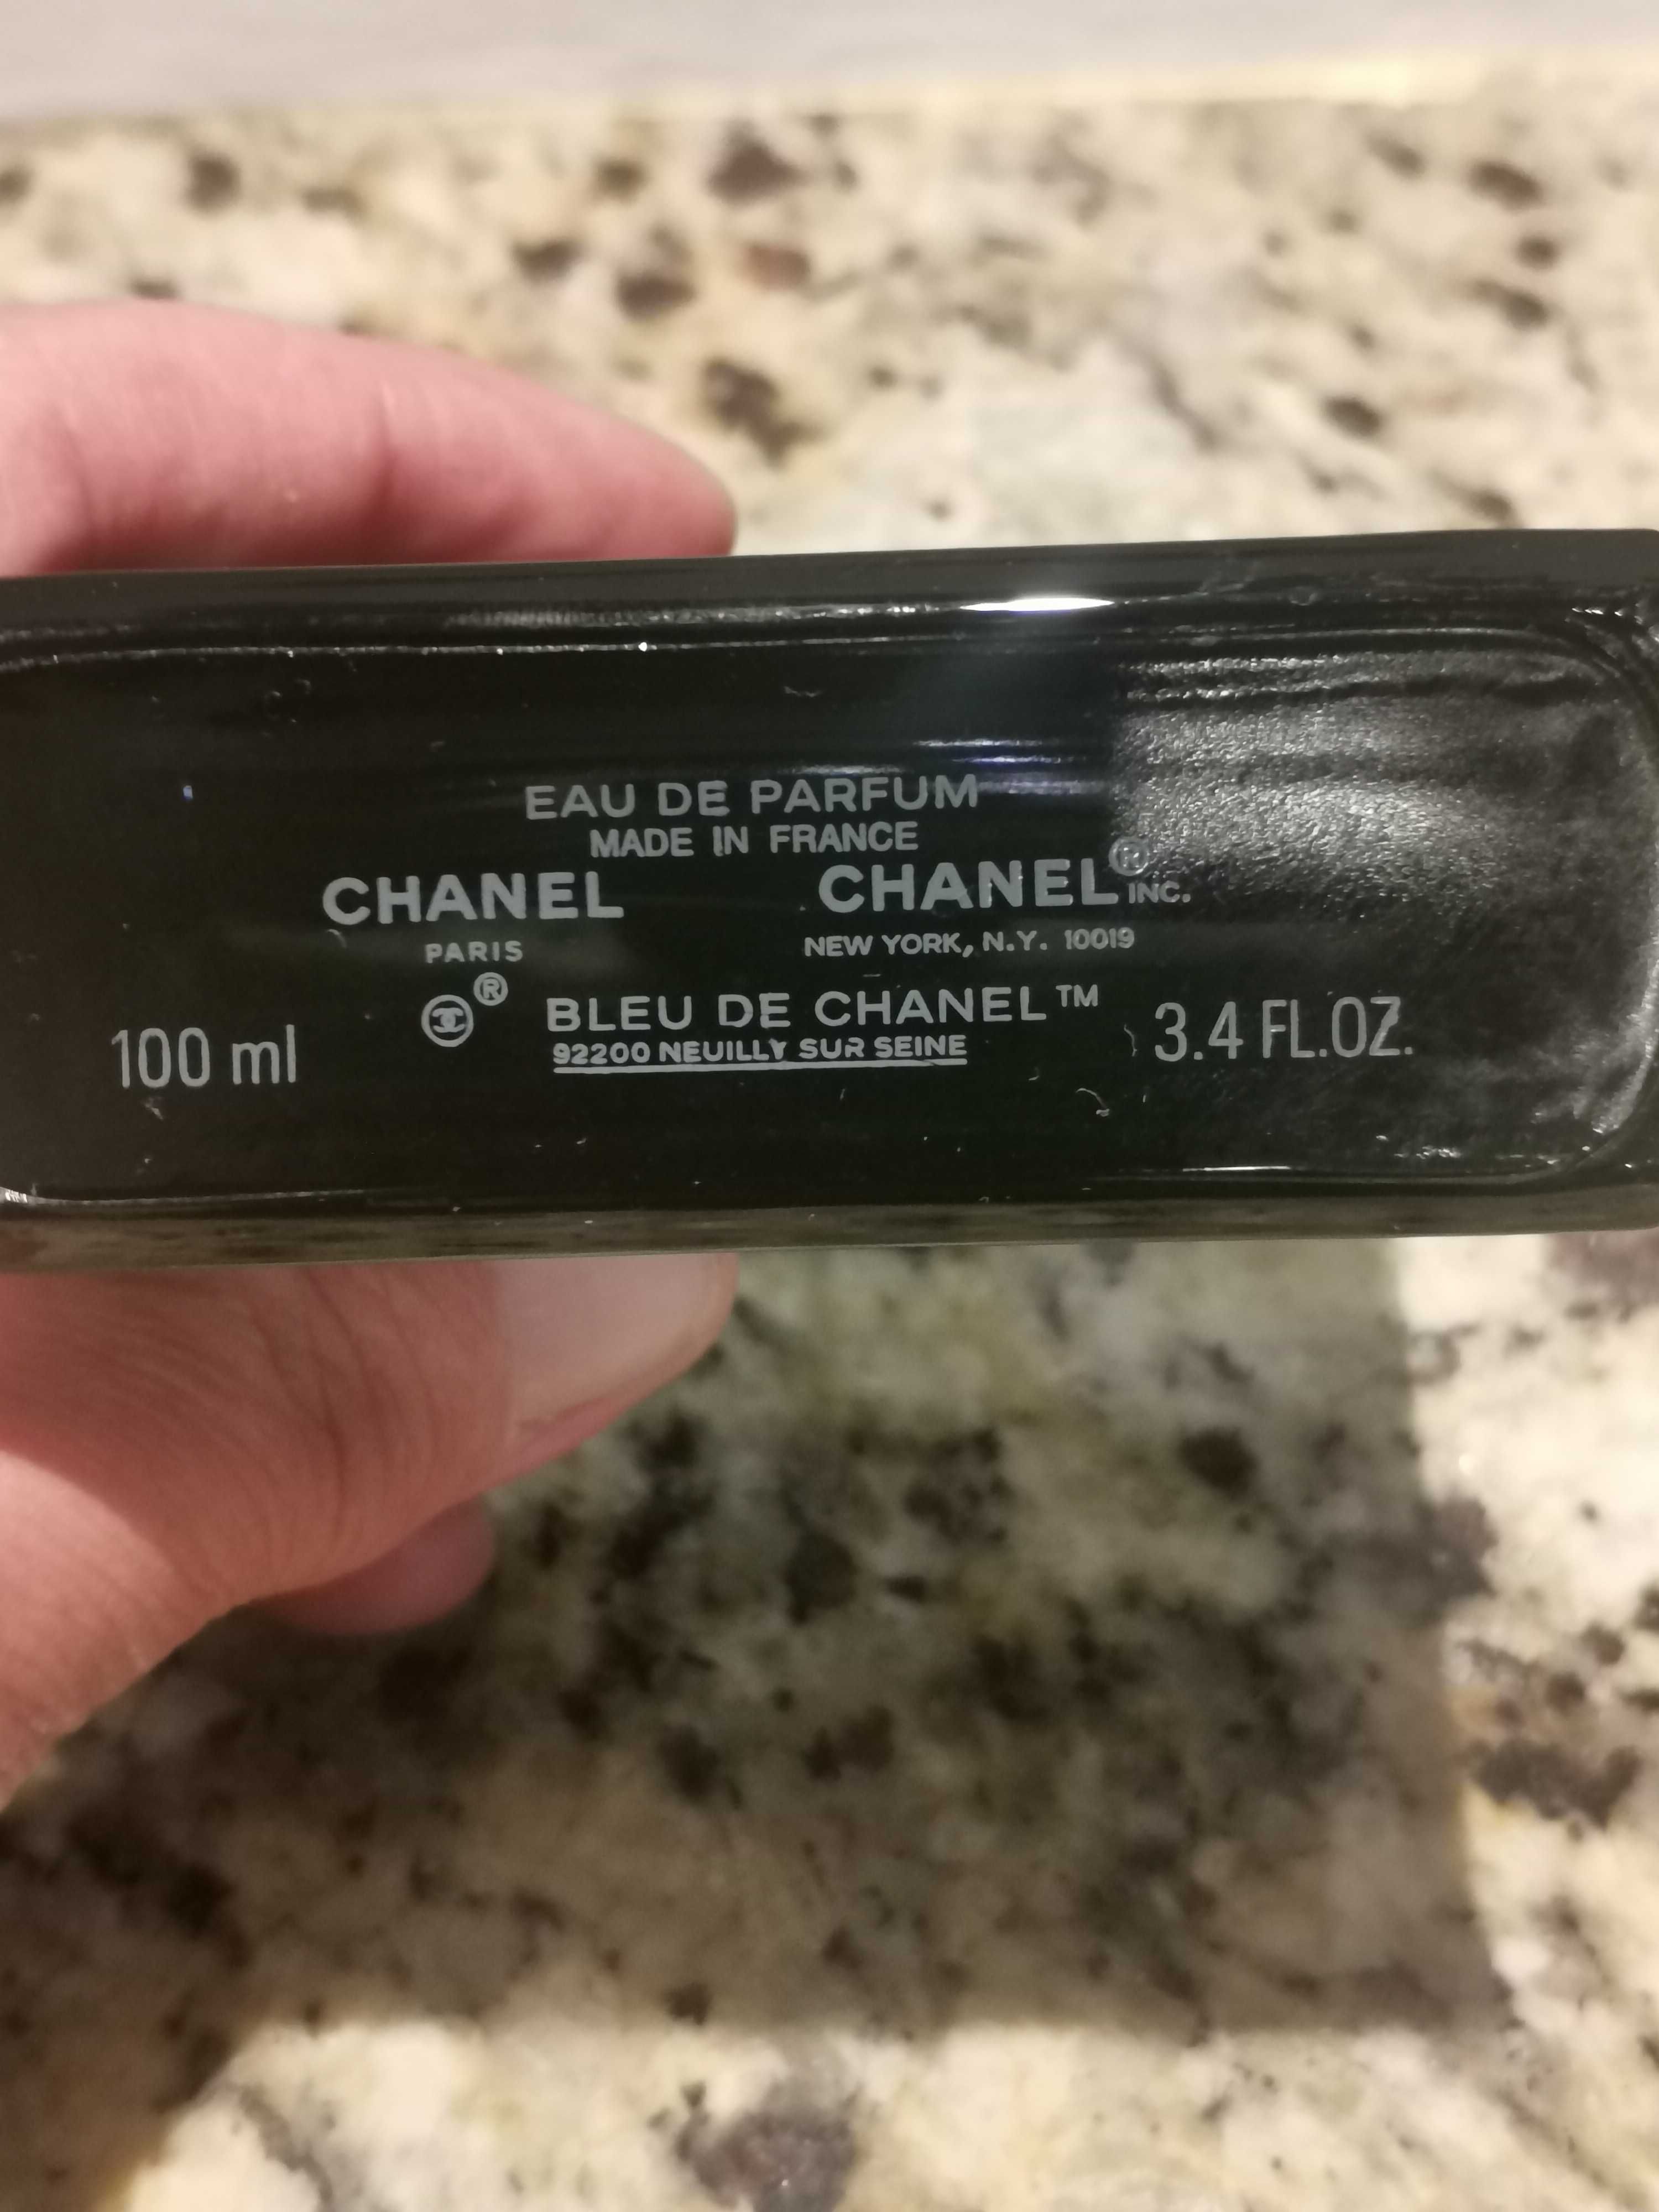 EAU DE PARFUM
MADE IN FRANCE
CHANEL CHANEL® INC.
PARIS NEW YORK, N.Y. 10019
® BLEU DE CHANEL™
100 ml 92200 NEUILLY SUR SEINE 3.4 FL.OZ.